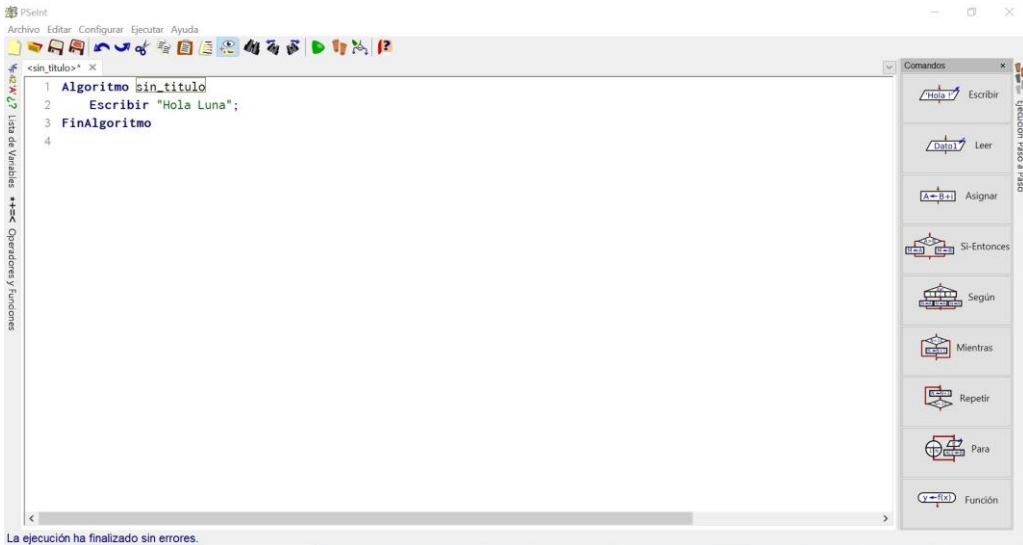 PSeInt
Archivo Editar Configurar Ejecutar Ayuda
<sin_titulo>*
1 Algoritmo sin_titulo
2 Escribir "Hola Luna";
3 FinAlgoritmo
4
Lista de Variables
*+=< Operadores y Funciones
Comandos
'Hola !' Escribir
Dato1 Leer
A←B+i Asignar
Si-Entonces
Según
Mientras
Repetir
Para
y←f(x) Función
Ejecución Paso a Paso
La ejecución ha finalizado sin errores.